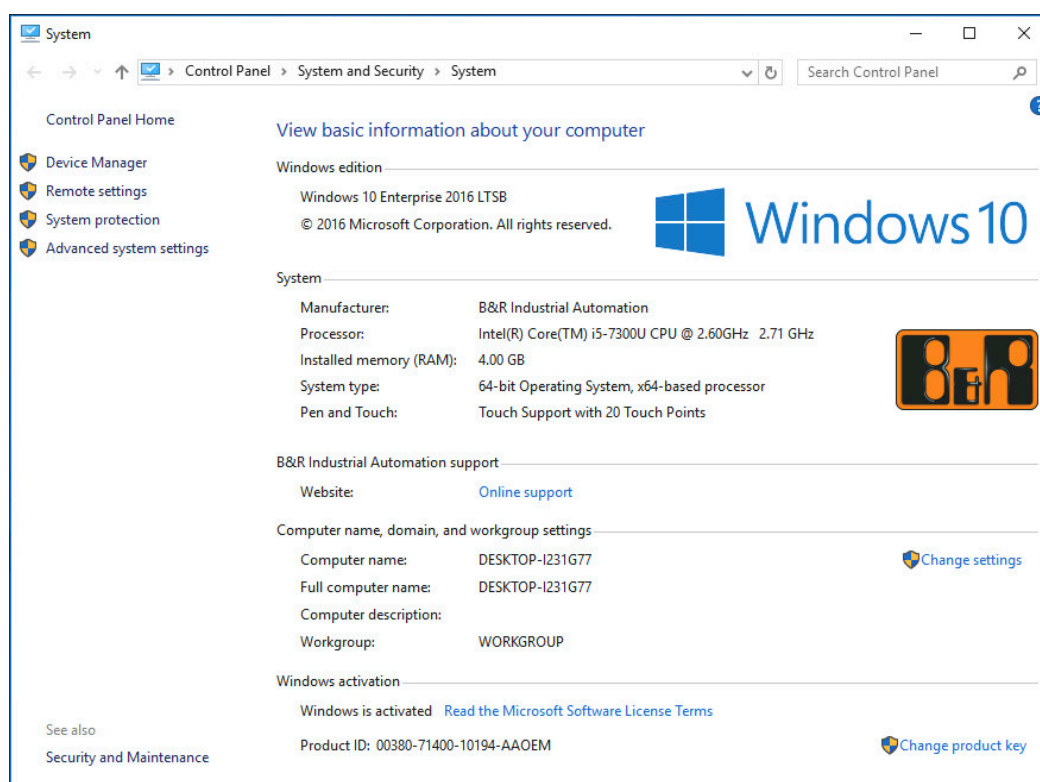 System
Control Panel > System and Security > System
Search Control Panel
Control Panel Home
Device Manager
Remote settings
System protection
Advanced system settings
See also
Security and Maintenance
View basic information about your computer
Windows edition
Windows 10 Enterprise 2016 LTSB
© 2016 Microsoft Corporation. All rights reserved.
Windows 10
System
Manufacturer: B&R Industrial Automation
Processor: Intel(R) Core(TM) i5-7300U CPU @ 2.60GHz 2.71 GHz
Installed memory (RAM): 4.00 GB
System type: 64-bit Operating System, x64-based processor
Pen and Touch: Touch Support with 20 Touch Points
B&R
B&R Industrial Automation support
Website: Online support
Computer name, domain, and workgroup settings
Computer name: DESKTOP-I231G77
Change settings
Full computer name: DESKTOP-I231G77
Computer description:
Workgroup: WORKGROUP
Windows activation
Windows is activated Read the Microsoft Software License Terms
Product ID: 00380-71400-10194-AAOEM
Change product key